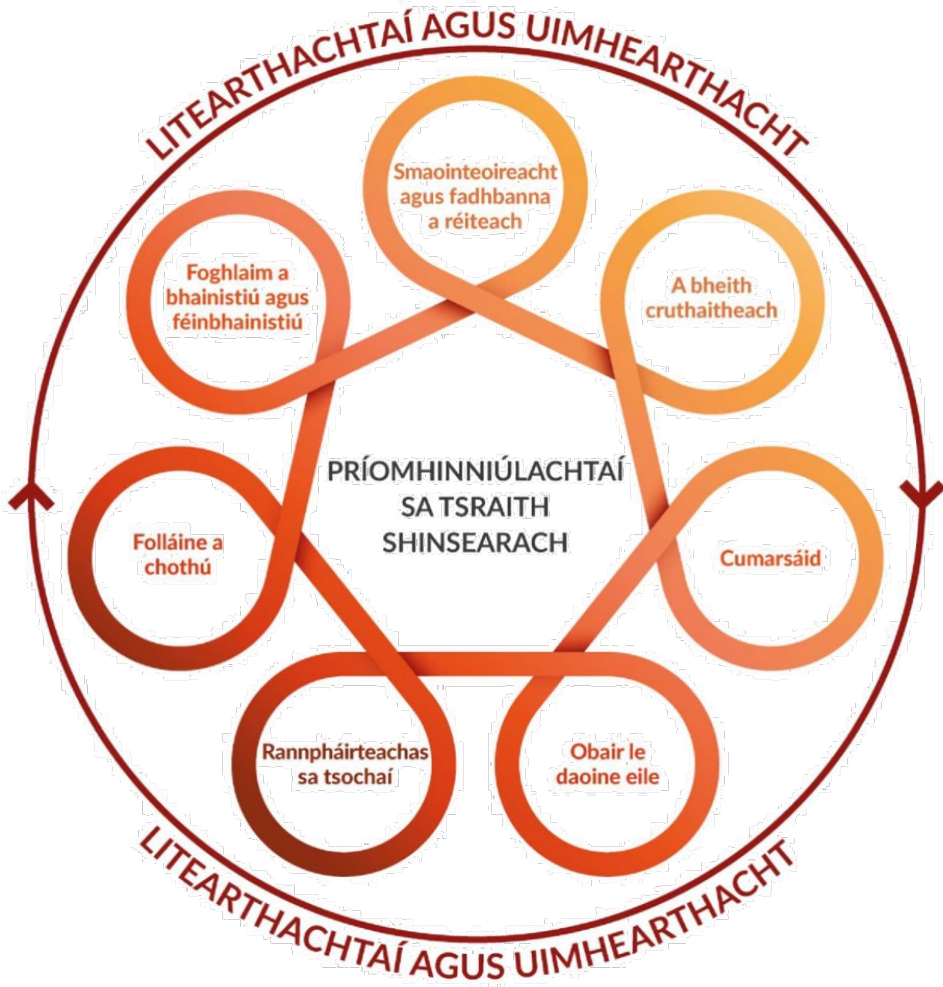 LITEARTHACHTAÍ AGUS UIMHEARTHACHT
Smaointeoireacht
agus fadhbanna
a réiteach
A bheith
cruthaitheach
Cumarsáid
Obair le
daoine eile
Rannpháirteachas
sa tsochaí
Folláine a
chothú
Foghlaim a
bhainistiú agus
féinbhainistiú
PRÍOMHINNIÚLACHTAÍ
SA TSRAITH
SHINSEARACH
LITEARTHACHTAÍ AGUS UIMHEARTHACHT